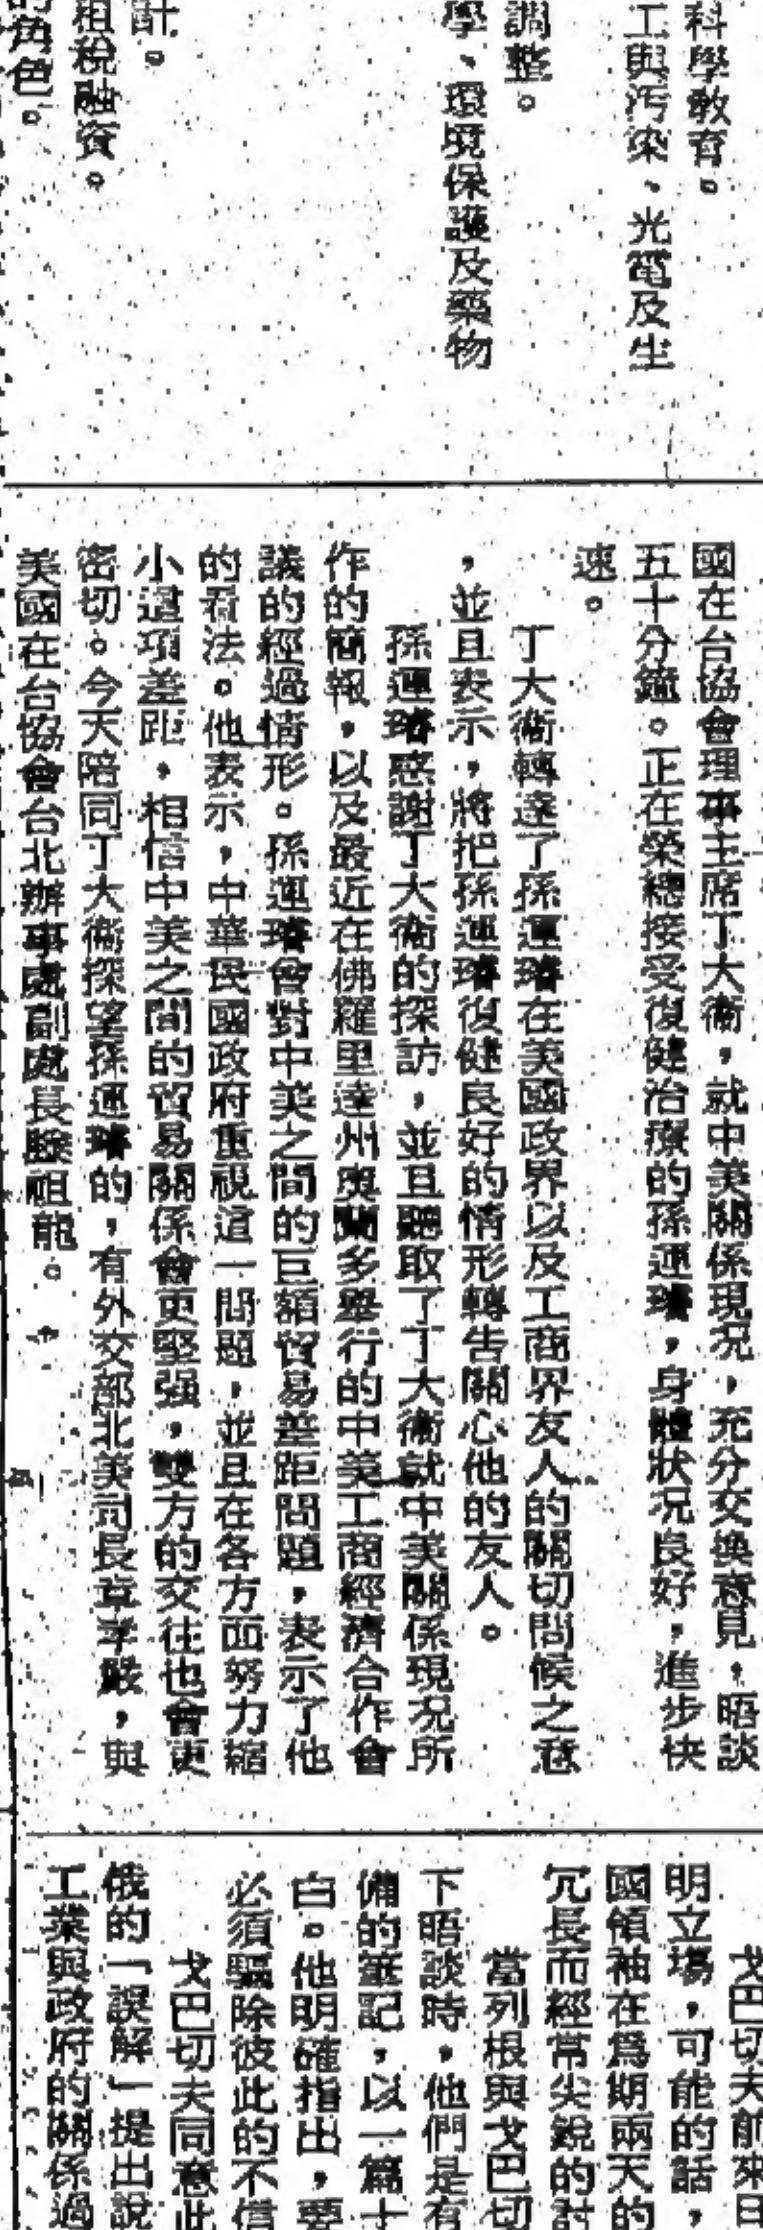 科學教育。
工與污染、光電及生
調整。
學、環境保護及藥物
計。
租稅融資。
的角色。
國在台協會理事主席丁大衞，就中美關係現況，充分交換意見，晤談
五十分鐘。正在榮總接受復健治療的孫運璿，身體狀況良好，進步快
速。
丁大衞轉達了孫運璿在美國政界以及工商界友人的關切問候之意
，並且表示，將把孫運璿復健良好的情形轉告關心他的友人。
孫運璿感謝丁大衞的探訪，並且聽取了丁大衞就中美關係現況所
作的簡報，以及最近在佛羅里達州奧蘭多舉行的中美工商經濟合作會
議的經過情形。孫運璿曾對中美之間的巨額貿易差距問題，表示了他
的看法。他表示，中華民國政府重視這一問題，並且在各方面努力縮
小這項差距，相信中美之間的貿易關係會更堅強，雙方的交往也會更
密切。今天陪同丁大衞探望孫運璿的，有外交部北美司長章孝嚴，與
美國在台協會台北辦事處副處長滕祖龍。
戈巴切夫前來日
明立場，可能的話，
國領袖在爲期兩天的
冗長而經常尖銳的討
當列根與戈巴切
下晤談時，他們是有
備的筆記，以一篇十
白。他明確指出，要
必須驅除彼此的不信
戈巴切夫同意此
俄的「誤解」提出說
工業與政府的關係過